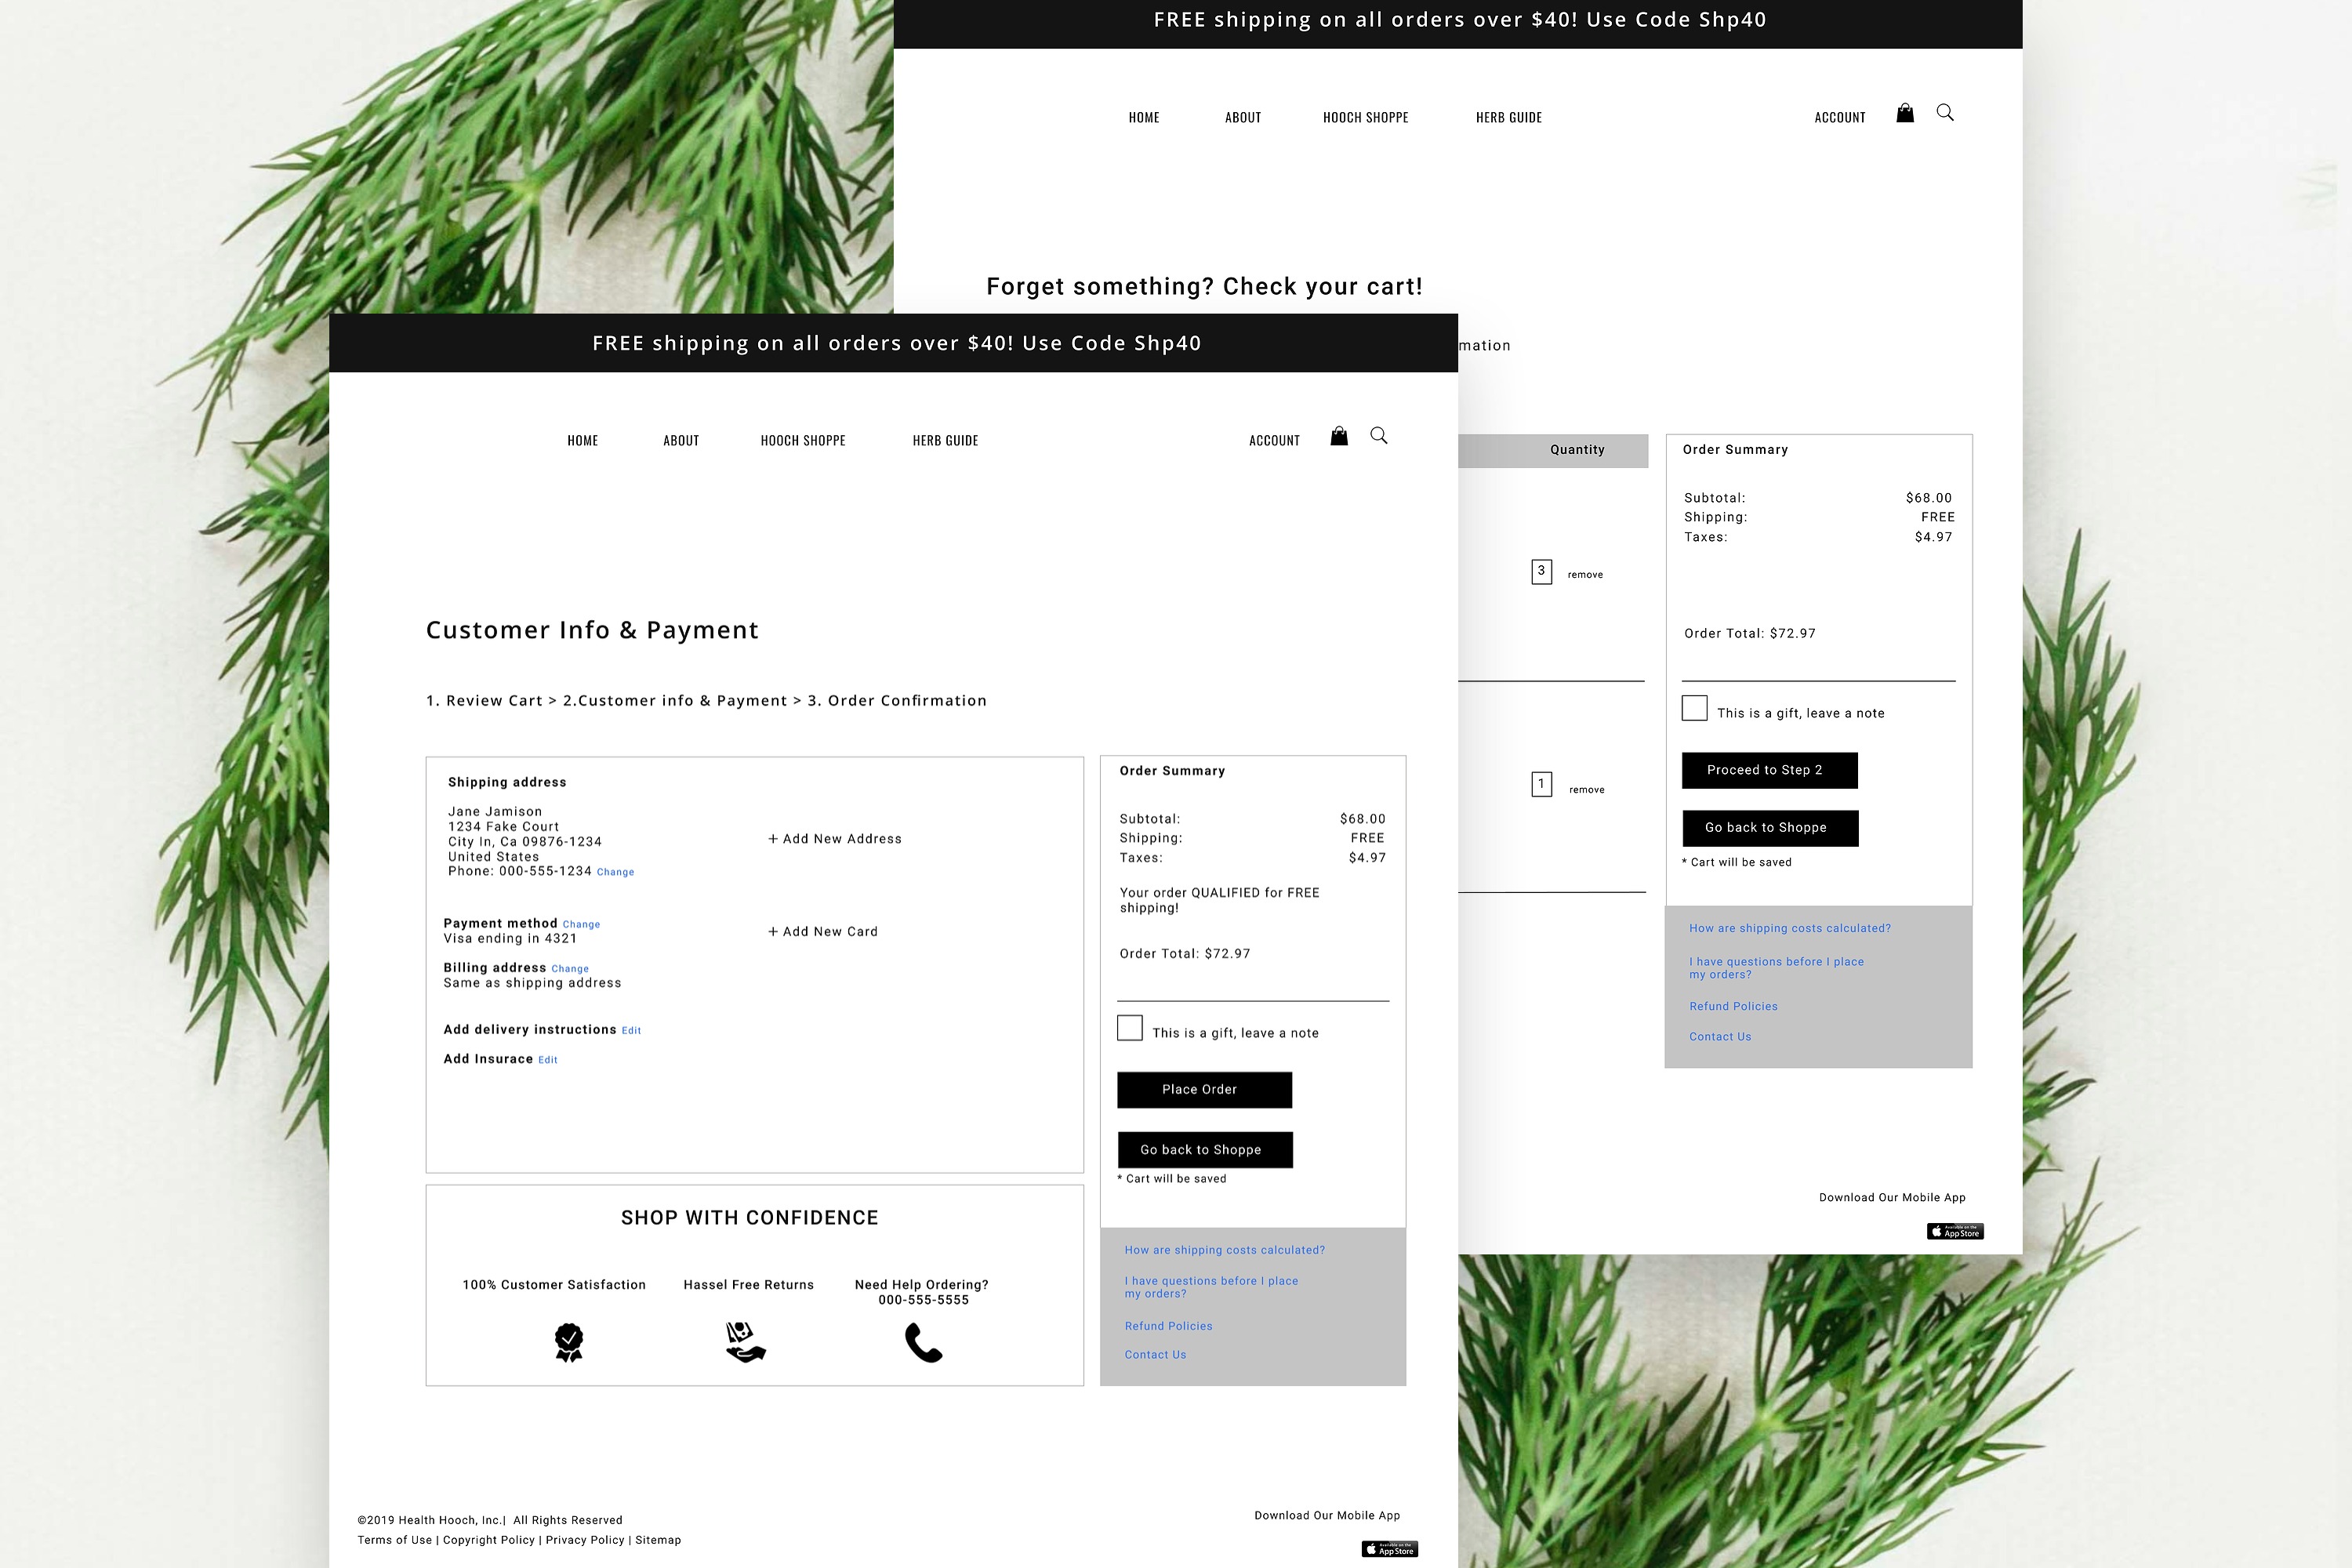 FREE shipping on all orders over $40! Use Code Shp40
HOME ABOUT HOOCH SHOPPE HERB GUIDE ACCOUNT
Forget something? Check your cart!
mation
Quantity
3 remove
1 remove
Order Summary
Subtotal: $68.00
Shipping: FREE
Taxes: $4.97
Order Total: $72.97
This is a gift, leave a note
Proceed to Step 2
Go back to Shoppe
* Cart will be saved
How are shipping costs calculated?
I have questions before I place
my orders?
Refund Policies
Contact Us
Download Our Mobile App
Available on the
App Store
FREE shipping on all orders over $40! Use Code Shp40
HOME ABOUT HOOCH SHOPPE HERB GUIDE ACCOUNT
Customer Info & Payment
1. Review Cart > 2.Customer info & Payment > 3. Order Confirmation
Shipping address
Jane Jamison
1234 Fake Court
City In, Ca 09876-1234
United States
Phone: 000-555-1234 Change
+ Add New Address
Payment method Change
Visa ending in 4321
+ Add New Card
Billing address Change
Same as shipping address
Add delivery instructions Edit
Add Insurace Edit
Order Summary
Subtotal: $68.00
Shipping: FREE
Taxes: $4.97
Your order QUALIFIED for FREE
shipping!
Order Total: $72.97
This is a gift, leave a note
Place Order
Go back to Shoppe
* Cart will be saved
How are shipping costs calculated?
I have questions before I place
my orders?
Refund Policies
Contact Us
SHOP WITH CONFIDENCE
100% Customer Satisfaction
Hassel Free Returns
Need Help Ordering?
000-555-5555
©2019 Health Hooch, Inc.| All Rights Reserved
Terms of Use | Copyright Policy | Privacy Policy | Sitemap
Download Our Mobile App
Available on the
App Store